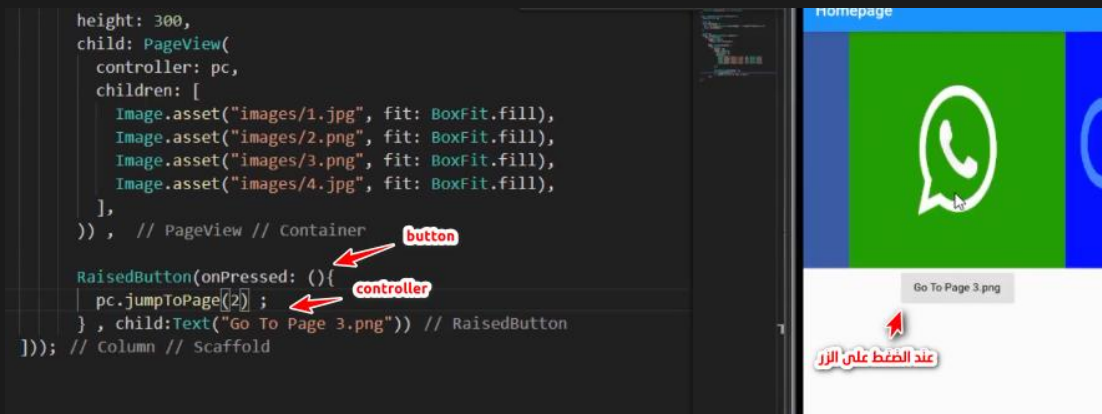 height: 300,
child: PageView(
controller: pc,
children: [
Image.asset("images/1.jpg", fit: BoxFit.fill),
Image.asset("images/2.png", fit: BoxFit.fill),
Image.asset("images/3.png", fit: BoxFit.fill),
Image.asset("images/4.jpg", fit: BoxFit.fill),
],
)) , // PageView // Container
button
RaisedButton(onPressed: (){
controller
pc.jumpToPage(2) ;
} , child:Text("Go To Page 3.png")) // RaisedButton
])); // Column // Scaffold
Homepage
Go To Page 3.png
عند الضغط على الزر